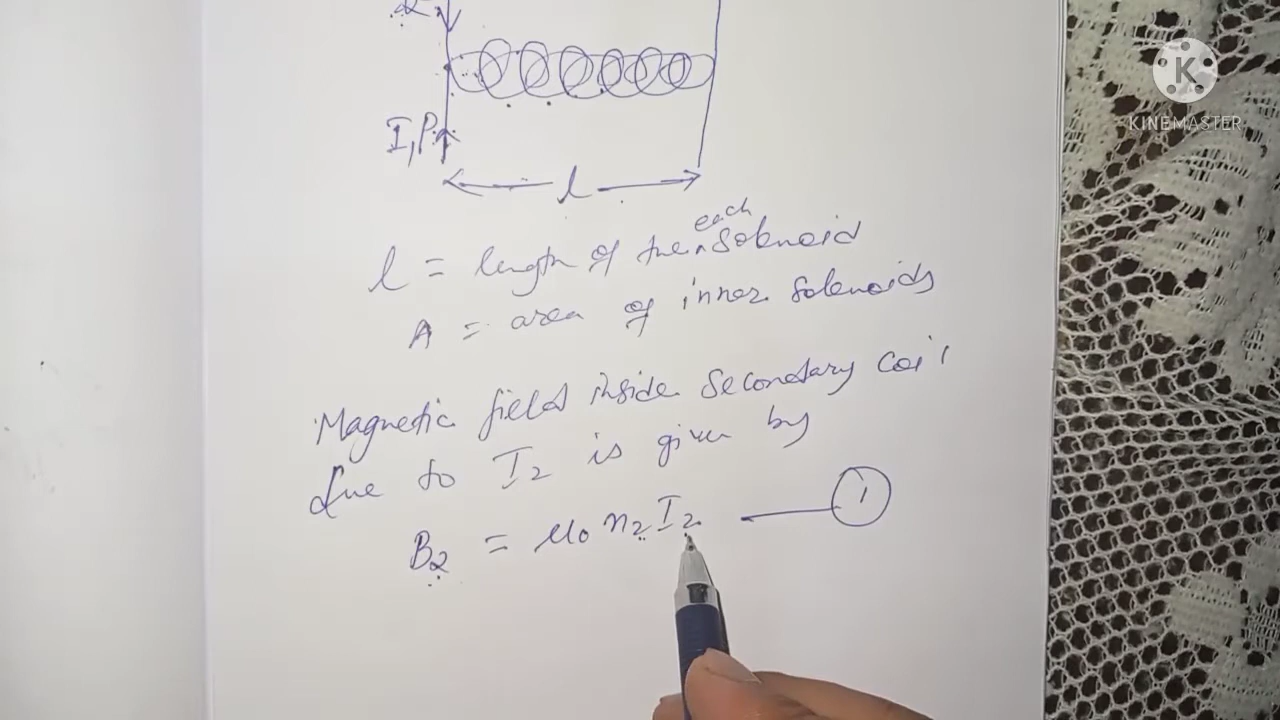 I, P
l
l = length of the each solenoid
A = area of inner solenoids
Magnetic field inside secondary coil
due to I₂ is given by
B₂ = μ₀ n₂ I₂ 1
K
KINEMASTER